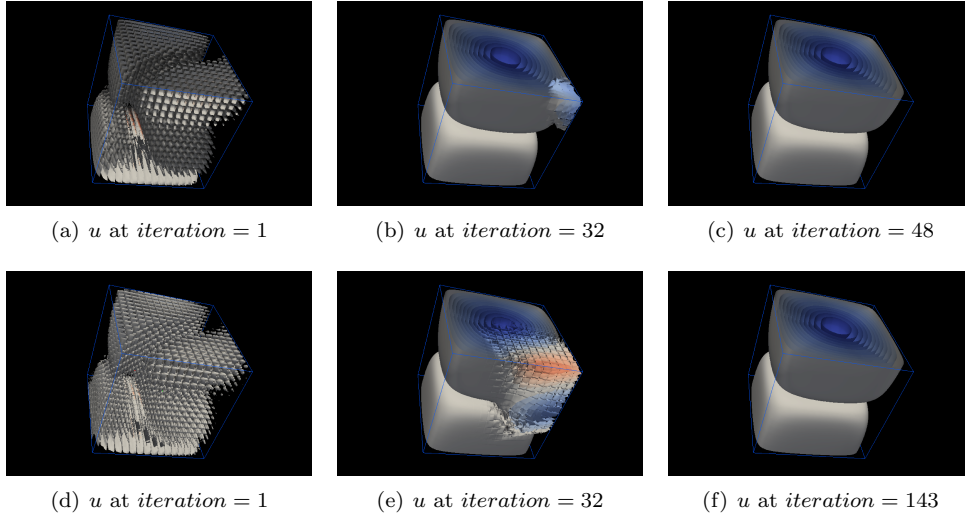 (a) u at iteration = 1
(b) u at iteration = 32
(c) u at iteration = 48
(d) u at iteration = 1
(e) u at iteration = 32
(f) u at iteration = 143